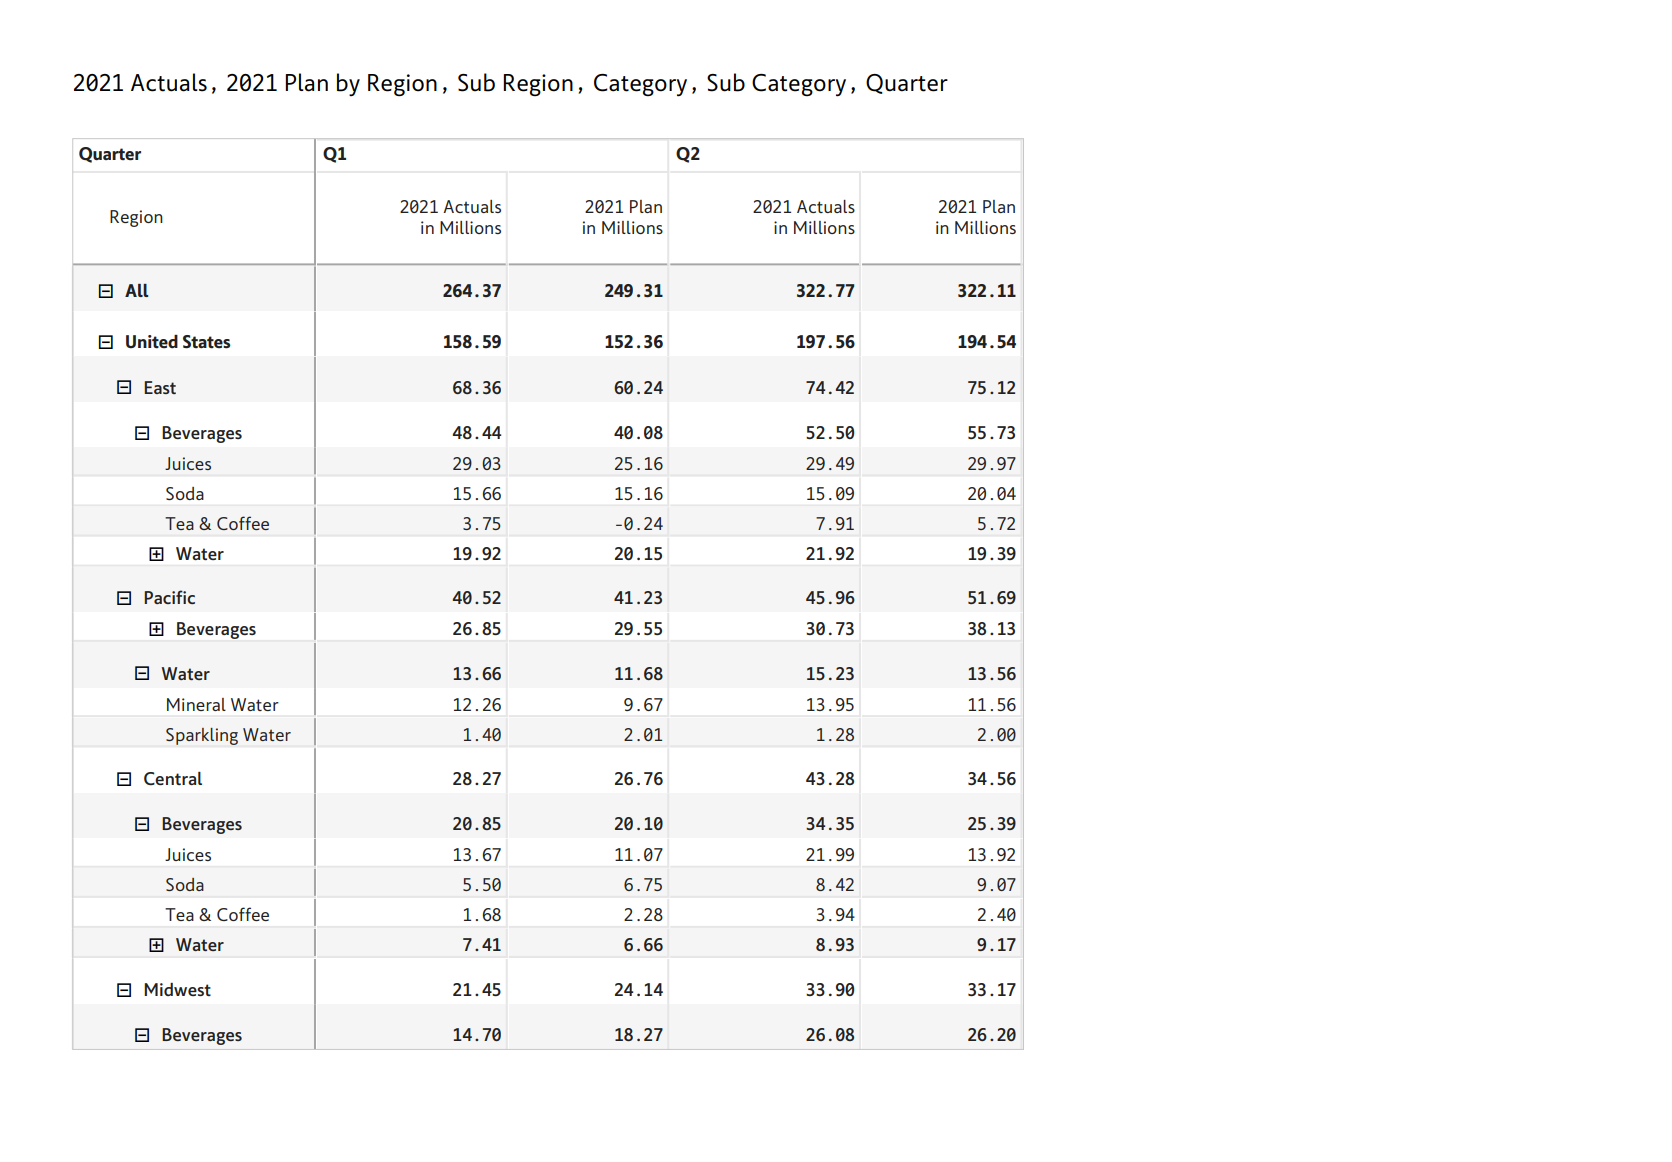 2021 Actuals, 2021 Plan by Region, Sub Region, Category, Sub Category, Quarter
Quarter Q1 Q2
Region 2021 Actuals in Millions 2021 Plan in Millions 2021 Actuals in Millions 2021 Plan in Millions
All 264.37 249.31 322.77 322.11
United States 158.59 152.36 197.56 194.54
East 68.36 60.24 74.42 75.12
Beverages 48.44 40.08 52.50 55.73
Juices 29.03 25.16 29.49 29.97
Soda 15.66 15.16 15.09 20.04
Tea & Coffee 3.75 -0.24 7.91 5.72
Water 19.92 20.15 21.92 19.39
Pacific 40.52 41.23 45.96 51.69
Beverages 26.85 29.55 30.73 38.13
Water 13.66 11.68 15.23 13.56
Mineral Water 12.26 9.67 13.95 11.56
Sparkling Water 1.40 2.01 1.28 2.00
Central 28.27 26.76 43.28 34.56
Beverages 20.85 20.10 34.35 25.39
Juices 13.67 11.07 21.99 13.92
Soda 5.50 6.75 8.42 9.07
Tea & Coffee 1.68 2.28 3.94 2.40
Water 7.41 6.66 8.93 9.17
Midwest 21.45 24.14 33.90 33.17
Beverages 14.70 18.27 26.08 26.20